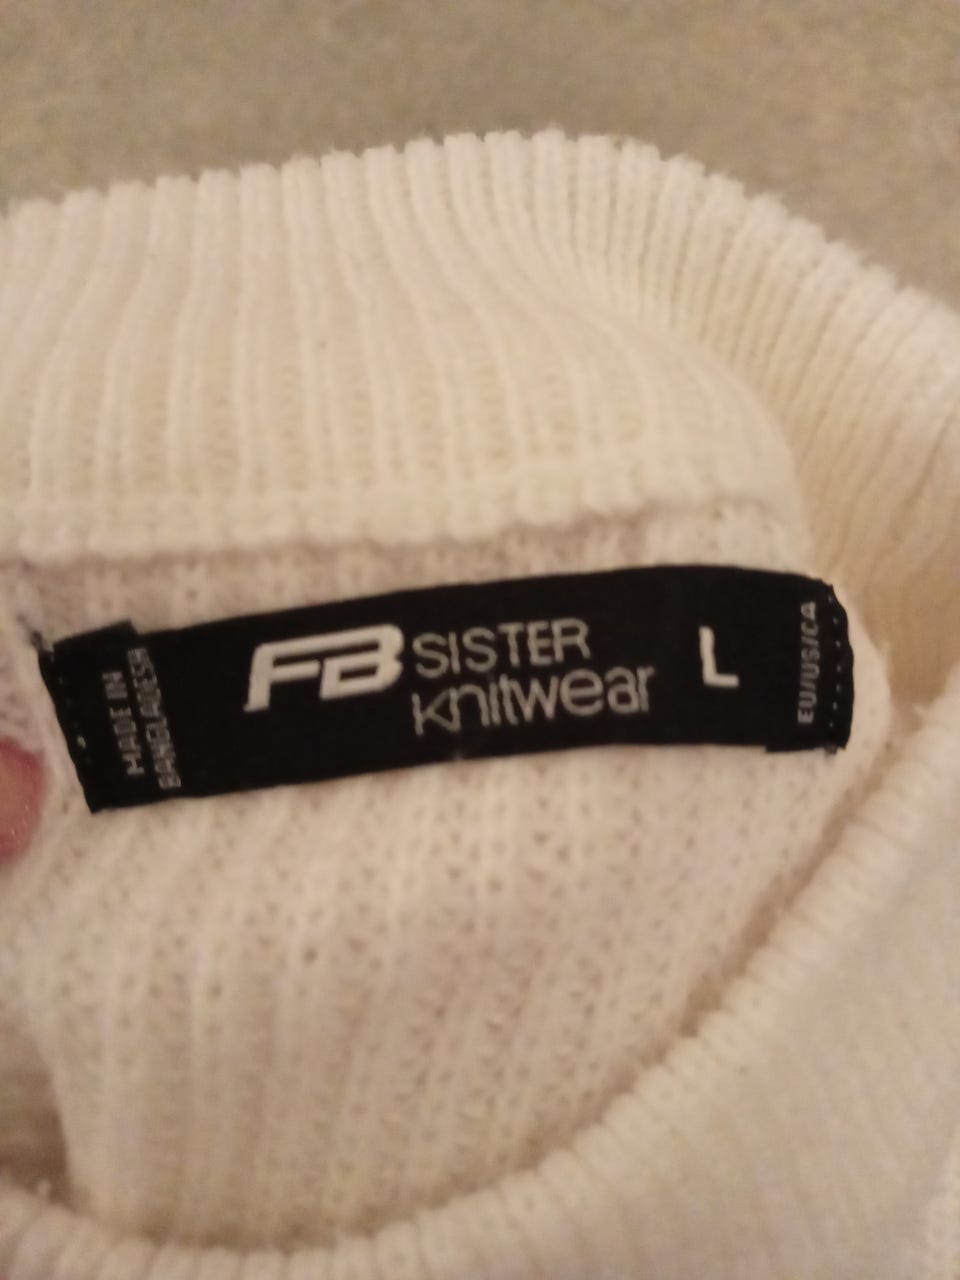 MADE IN
BANGLADESH
FB SISTER
Knitwear
L
EU/US/CA